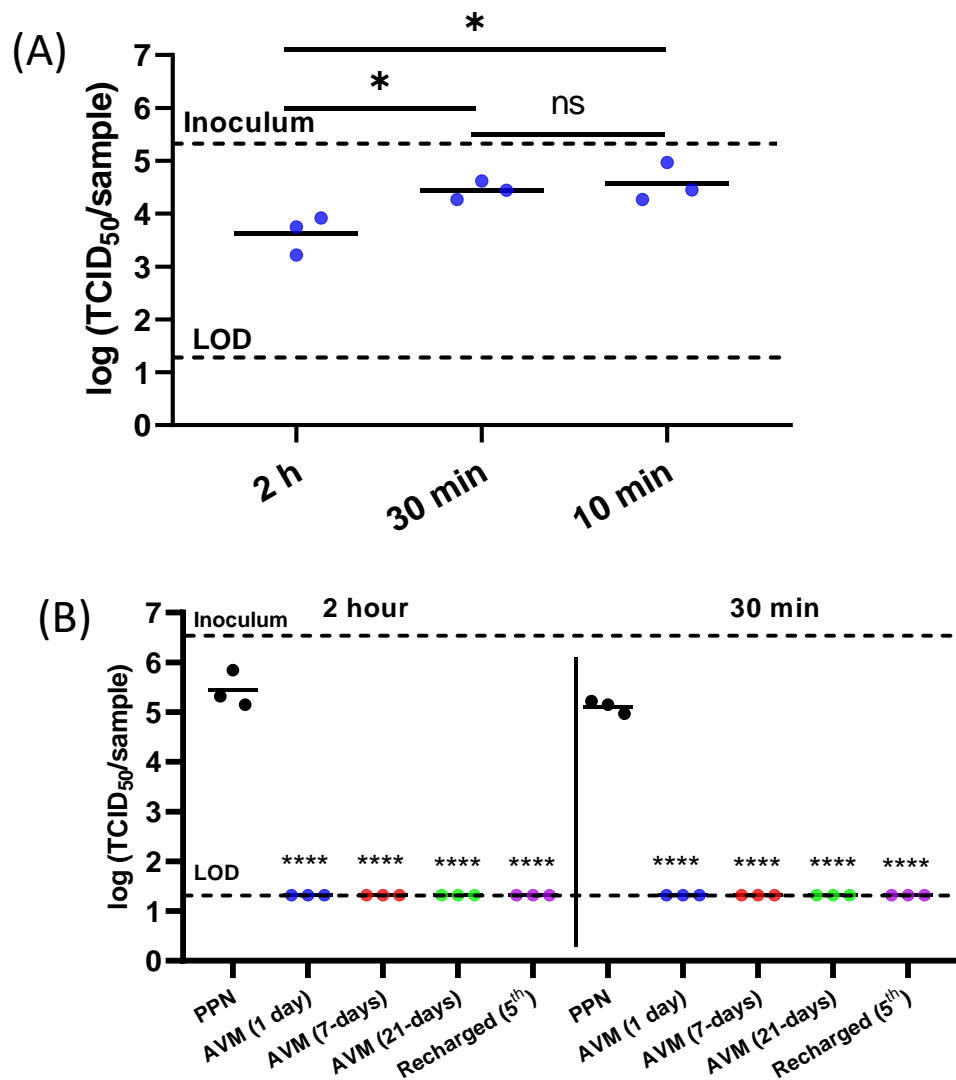 (A)
log (TCID50/sample)
7
6
5
4
3
2
1
0
*
*
ns
Inoculum
LOD
2 h
30 min
10 min
(B)
log (TCID50/sample)
7
6
5
4
3
2
1
0
2 hour
30 min
Inoculum
LOD
**** **** **** **** **** **** **** ****
PPN
AVM (1 day)
AVM (7-days)
AVM (21-days)
Recharged (5th)
PPN
AVM (1 day)
AVM (7-days)
AVM (21-days)
Recharged (5th)